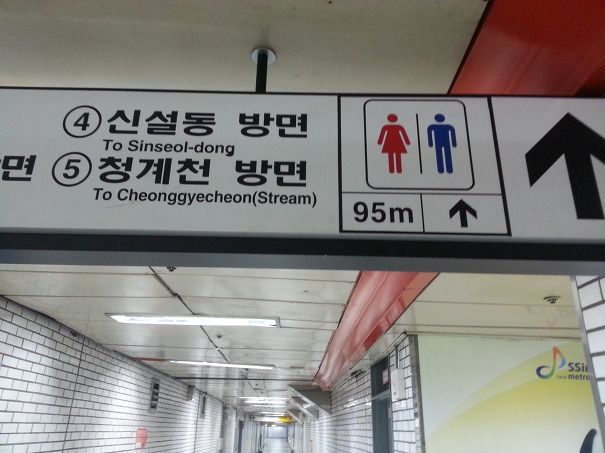 ④ 신설동 방면
To Sinseol-dong
면 ⑤ 청계천 방면
To Cheonggyecheon(Stream)
95m